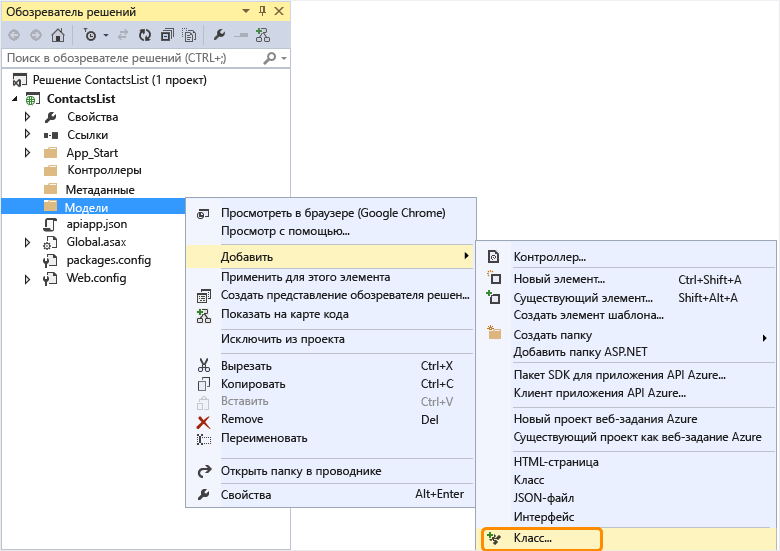 Обозреватель решений
Поиск в обозревателе решений (CTRL+;)
Решение ContactsList (1 проект)
ContactsList
Свойства
Ссылки
App_Start
Контроллеры
Метаданные
Модели
apiapp.json
Global.asax
packages.config
Web.config
Просмотреть в браузере (Google Chrome)
Просмотр с помощью...
Добавить
Применить для этого элемента
Создать представление обозревателя решен...
Показать на карте кода
Исключить из проекта
Вырезать Ctrl+X
Копировать Ctrl+C
Вставить Ctrl+V
Remove Del
Переименовать
Открыть папку в проводнике
Свойства Alt+Enter
Контроллер...
Новый элемент... Ctrl+Shift+A
Существующий элемент... Shift+Alt+A
Создать элемент шаблона...
Создать папку
Добавить папку ASP.NET
Пакет SDK для приложения API Azure...
Клиент приложения API Azure...
Новый проект веб-задания Azure
Существующий проект как веб-задание Azure
HTML-страница
Класс
JSON-файл
Интерфейс
Класс...